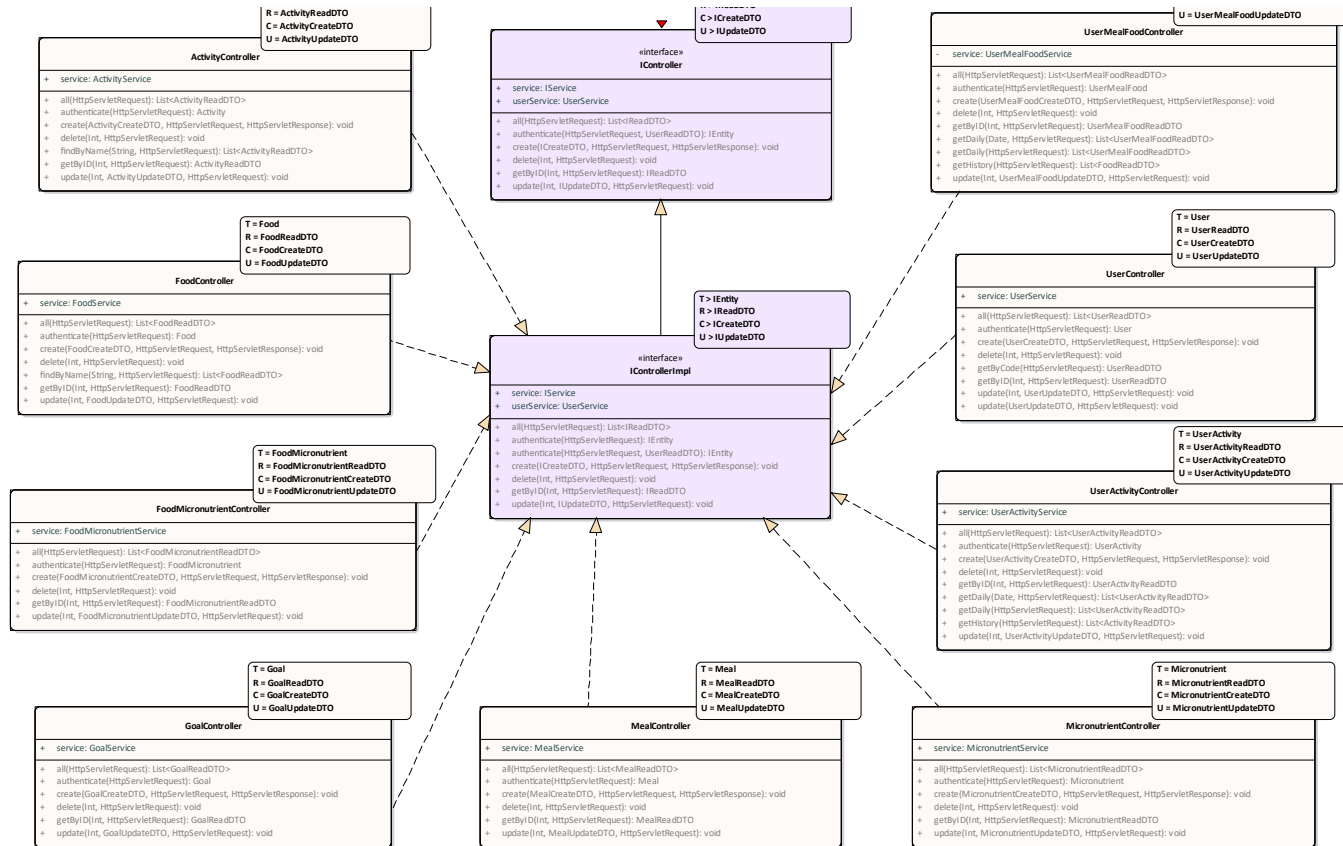 R = ActivityReadDTO
C = ActivityCreateDTO
U = ActivityUpdateDTO
ActivityController
+ service: ActivityService
+ all(HttpServletRequest): List<ActivityReadDTO>
+ authenticate(HttpServletRequest): Activity
+ create(ActivityCreateDTO, HttpServletRequest, HttpServletResponse): void
+ delete(Int, HttpServletRequest): void
+ findByName(String, HttpServletRequest): List<ActivityReadDTO>
+ getByID(Int, HttpServletRequest): ActivityReadDTO
+ update(Int, ActivityUpdateDTO, HttpServletRequest): void
C > ICreateDTO
U > IUpdateDTO
«interface»
IController
+ service: IService
+ userService: UserService
+ all(HttpServletRequest): List<IReadDTO>
+ authenticate(HttpServletRequest, UserReadDTO): IEntity
+ create(ICreateDTO, HttpServletRequest, HttpServletResponse): void
+ delete(Int, HttpServletRequest): void
+ getByID(Int, HttpServletRequest): IReadDTO
+ update(Int, IUpdateDTO, HttpServletRequest): void
U = UserMealFoodUpdateDTO
UserMealFoodController
- service: UserMealFoodService
+ all(HttpServletRequest): List<UserMealFoodReadDTO>
+ authenticate(HttpServletRequest): UserMealFood
+ create(UserMealFoodCreateDTO, HttpServletRequest, HttpServletResponse): void
+ delete(Int, HttpServletRequest): void
+ getByID(Int, HttpServletRequest): UserMealFoodReadDTO
+ getDaily(Date, HttpServletRequest): List<UserMealFoodReadDTO>
+ getDaily(HttpServletRequest): List<UserMealFoodReadDTO>
+ getHistory(HttpServletRequest): List<FoodReadDTO>
+ update(Int, UserMealFoodUpdateDTO, HttpServletRequest): void
T = Food
R = FoodReadDTO
C = FoodCreateDTO
U = FoodUpdateDTO
FoodController
+ service: FoodService
+ all(HttpServletRequest): List<FoodReadDTO>
+ authenticate(HttpServletRequest): Food
+ create(FoodCreateDTO, HttpServletRequest, HttpServletResponse): void
+ delete(Int, HttpServletRequest): void
+ findByName(String, HttpServletRequest): List<FoodReadDTO>
+ getByID(Int, HttpServletRequest): FoodReadDTO
+ update(Int, FoodUpdateDTO, HttpServletRequest): void
T > IEntity
R > IReadDTO
C > ICreateDTO
U > IUpdateDTO
«interface»
IControllerImpl
+ service: IService
+ userService: UserService
+ all(HttpServletRequest): List<IReadDTO>
+ authenticate(HttpServletRequest): IEntity
+ authenticate(HttpServletRequest, UserReadDTO): IEntity
+ create(ICreateDTO, HttpServletRequest, HttpServletResponse): void
+ delete(Int, HttpServletRequest): void
+ getByID(Int, HttpServletRequest): IReadDTO
+ update(Int, IUpdateDTO, HttpServletRequest): void
T = User
R = UserReadDTO
C = UserCreateDTO
U = UserUpdateDTO
UserController
+ service: UserService
+ all(HttpServletRequest): List<UserReadDTO>
+ authenticate(HttpServletRequest): User
+ create(UserCreateDTO, HttpServletRequest, HttpServletResponse): void
+ delete(Int, HttpServletRequest): void
+ getByCode(HttpServletRequest): UserReadDTO
+ getByID(Int, HttpServletRequest): UserReadDTO
+ update(Int, UserUpdateDTO, HttpServletRequest): void
+ update(UserUpdateDTO, HttpServletRequest): void
T = FoodMicronutrient
R = FoodMicronutrientReadDTO
C = FoodMicronutrientCreateDTO
U = FoodMicronutrientUpdateDTO
FoodMicronutrientController
+ service: FoodMicronutrientService
+ all(HttpServletRequest): List<FoodMicronutrientReadDTO>
+ authenticate(HttpServletRequest): FoodMicronutrient
+ create(FoodMicronutrientCreateDTO, HttpServletRequest, HttpServletResponse): void
+ delete(Int, HttpServletRequest): void
+ getByID(Int, HttpServletRequest): FoodMicronutrientReadDTO
+ update(Int, FoodMicronutrientUpdateDTO, HttpServletRequest): void
T = UserActivity
R = UserActivityReadDTO
C = UserActivityCreateDTO
U = UserActivityUpdateDTO
UserActivityController
+ service: UserActivityService
+ all(HttpServletRequest): List<UserActivityReadDTO>
+ authenticate(HttpServletRequest): UserActivity
+ create(UserActivityCreateDTO, HttpServletRequest, HttpServletResponse): void
+ delete(Int, HttpServletRequest): void
+ getByID(Int, HttpServletRequest): UserActivityReadDTO
+ getDaily(Date, HttpServletRequest): List<UserActivityReadDTO>
+ getDaily(HttpServletRequest): List<UserActivityReadDTO>
+ getHistory(HttpServletRequest): List<ActivityReadDTO>
+ update(Int, UserActivityUpdateDTO, HttpServletRequest): void
T = Goal
R = GoalReadDTO
C = GoalCreateDTO
U = GoalUpdateDTO
GoalController
+ service: GoalService
+ all(HttpServletRequest): List<GoalReadDTO>
+ authenticate(HttpServletRequest): Goal
+ create(GoalCreateDTO, HttpServletRequest, HttpServletResponse): void
+ delete(Int, HttpServletRequest): void
+ getByID(Int, HttpServletRequest): GoalReadDTO
+ update(Int, GoalUpdateDTO, HttpServletRequest): void
T = Meal
R = MealReadDTO
C = MealCreateDTO
U = MealUpdateDTO
MealController
+ service: MealService
+ all(HttpServletRequest): List<MealReadDTO>
+ authenticate(HttpServletRequest): Meal
+ create(MealCreateDTO, HttpServletRequest, HttpServletResponse): void
+ delete(Int, HttpServletRequest): void
+ getByID(Int, HttpServletRequest): MealReadDTO
+ update(Int, MealUpdateDTO, HttpServletRequest): void
T = Micronutrient
R = MicronutrientReadDTO
C = MicronutrientCreateDTO
U = MicronutrientUpdateDTO
MicronutrientController
+ service: MicronutrientService
+ all(HttpServletRequest): List<MicronutrientReadDTO>
+ authenticate(HttpServletRequest): Micronutrient
+ create(MicronutrientCreateDTO, HttpServletRequest, HttpServletResponse): void
+ delete(Int, HttpServletRequest): void
+ getByID(Int, HttpServletRequest): MicronutrientReadDTO
+ update(Int, MicronutrientUpdateDTO, HttpServletRequest): void